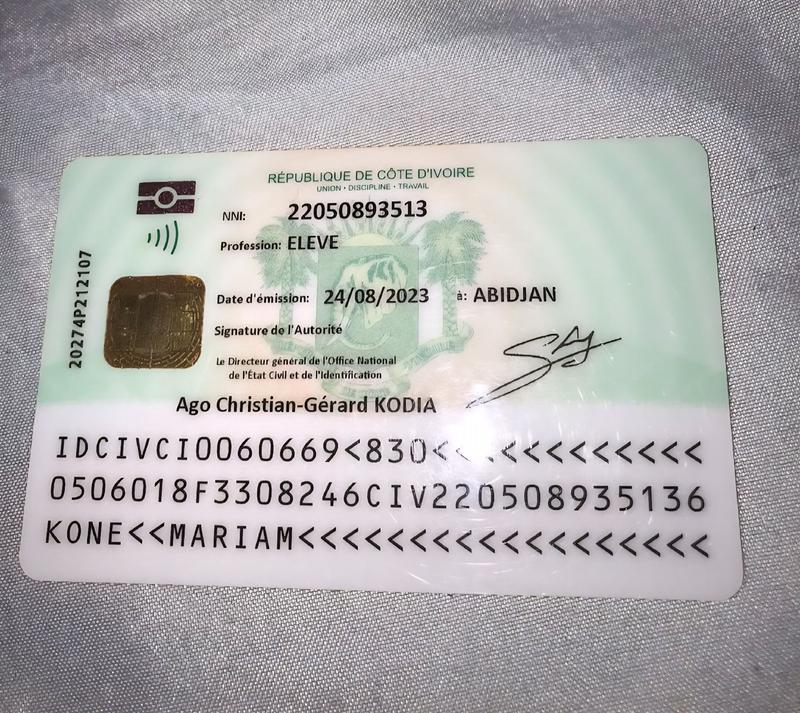 RÉPUBLIQUE DE CÔTE D'IVOIRE
UNION • DISCIPLINE • TRAVAIL
NNI: 22050893513
Profession: ELEVE
Date d'émission: 24/08/2023 à: ABIDJAN
Signature de l'Autorité
Le Directeur général de l'Office National
de l'État Civil et de l'Identification
Ago Christian-Gérard KODIA
20274P212107
IDCIVCI0060669<830<<<<<<<<<<<<
0506018F3308246CIV220508935136
KONE<<MARIAM<<<<<<<<<<<<<<<<<<